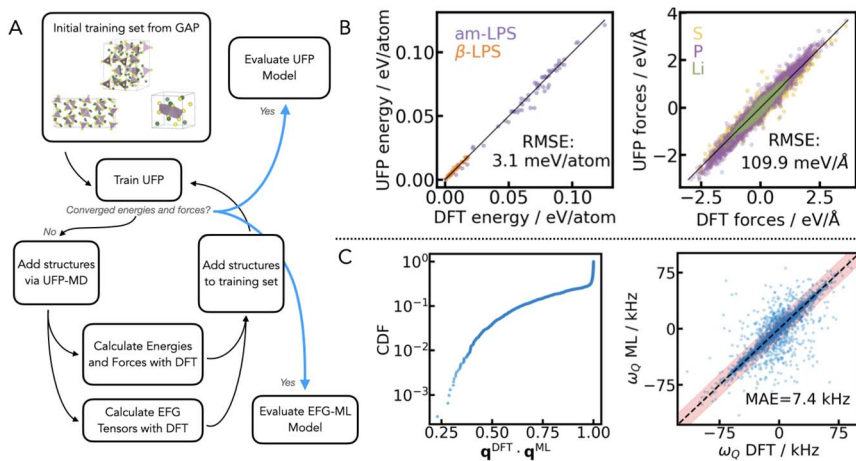 A
Initial training set from GAP
Evaluate UFP
Model
Yes
Train UFP
Converged energies and forces?
No
Add structures
via UFP-MD
Add structures
to training set
Calculate Energies
and Forces with DFT
Calculate EFG
Tensors with DFT
Yes
Evaluate EFG-ML
Model
B
UFP energy / eV/atom
0.10
0.05
0.00
am-LPS
β-LPS
RMSE:
3.1 meV/atom
0.00 0.05 0.10
DFT energy / eV/atom
UFP forces / eV/Å
2
0
−2
S
P
Li
RMSE:
109.9 meV/Å
−2.5 0.0 2.5
DFT forces / eV/Å
C
CDF
10⁰
10⁻¹
10⁻²
10⁻³
0.25 0.50 0.75 1.00
q^DFT · q^ML
ω_Q ML / kHz
75
0
−75
MAE=7.4 kHz
−75 0 75
ω_Q DFT / kHz